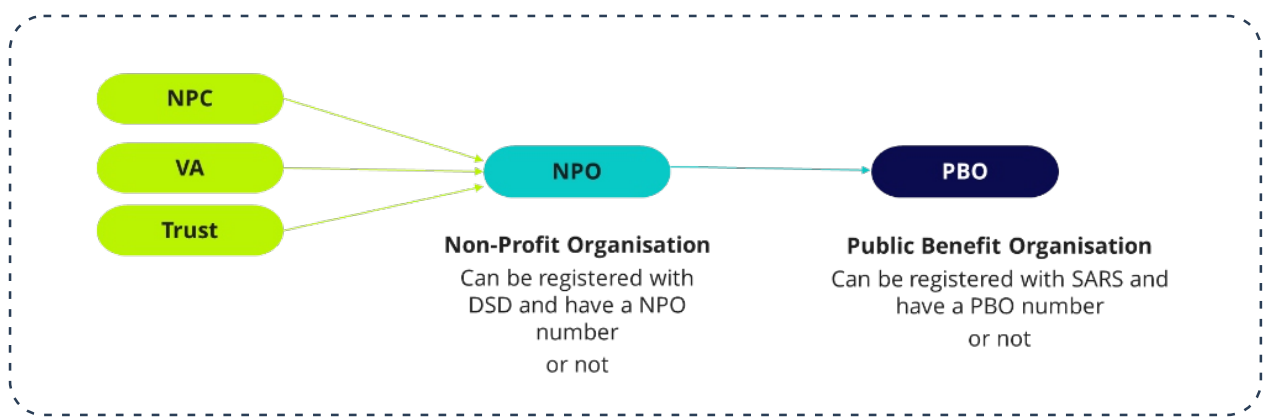 NPC
VA
Trust
NPO
PBO
Non-Profit Organisation
Can be registered with
DSD and have a NPO
number
or not
Public Benefit Organisation
Can be registered with SARS and
have a PBO number
or not